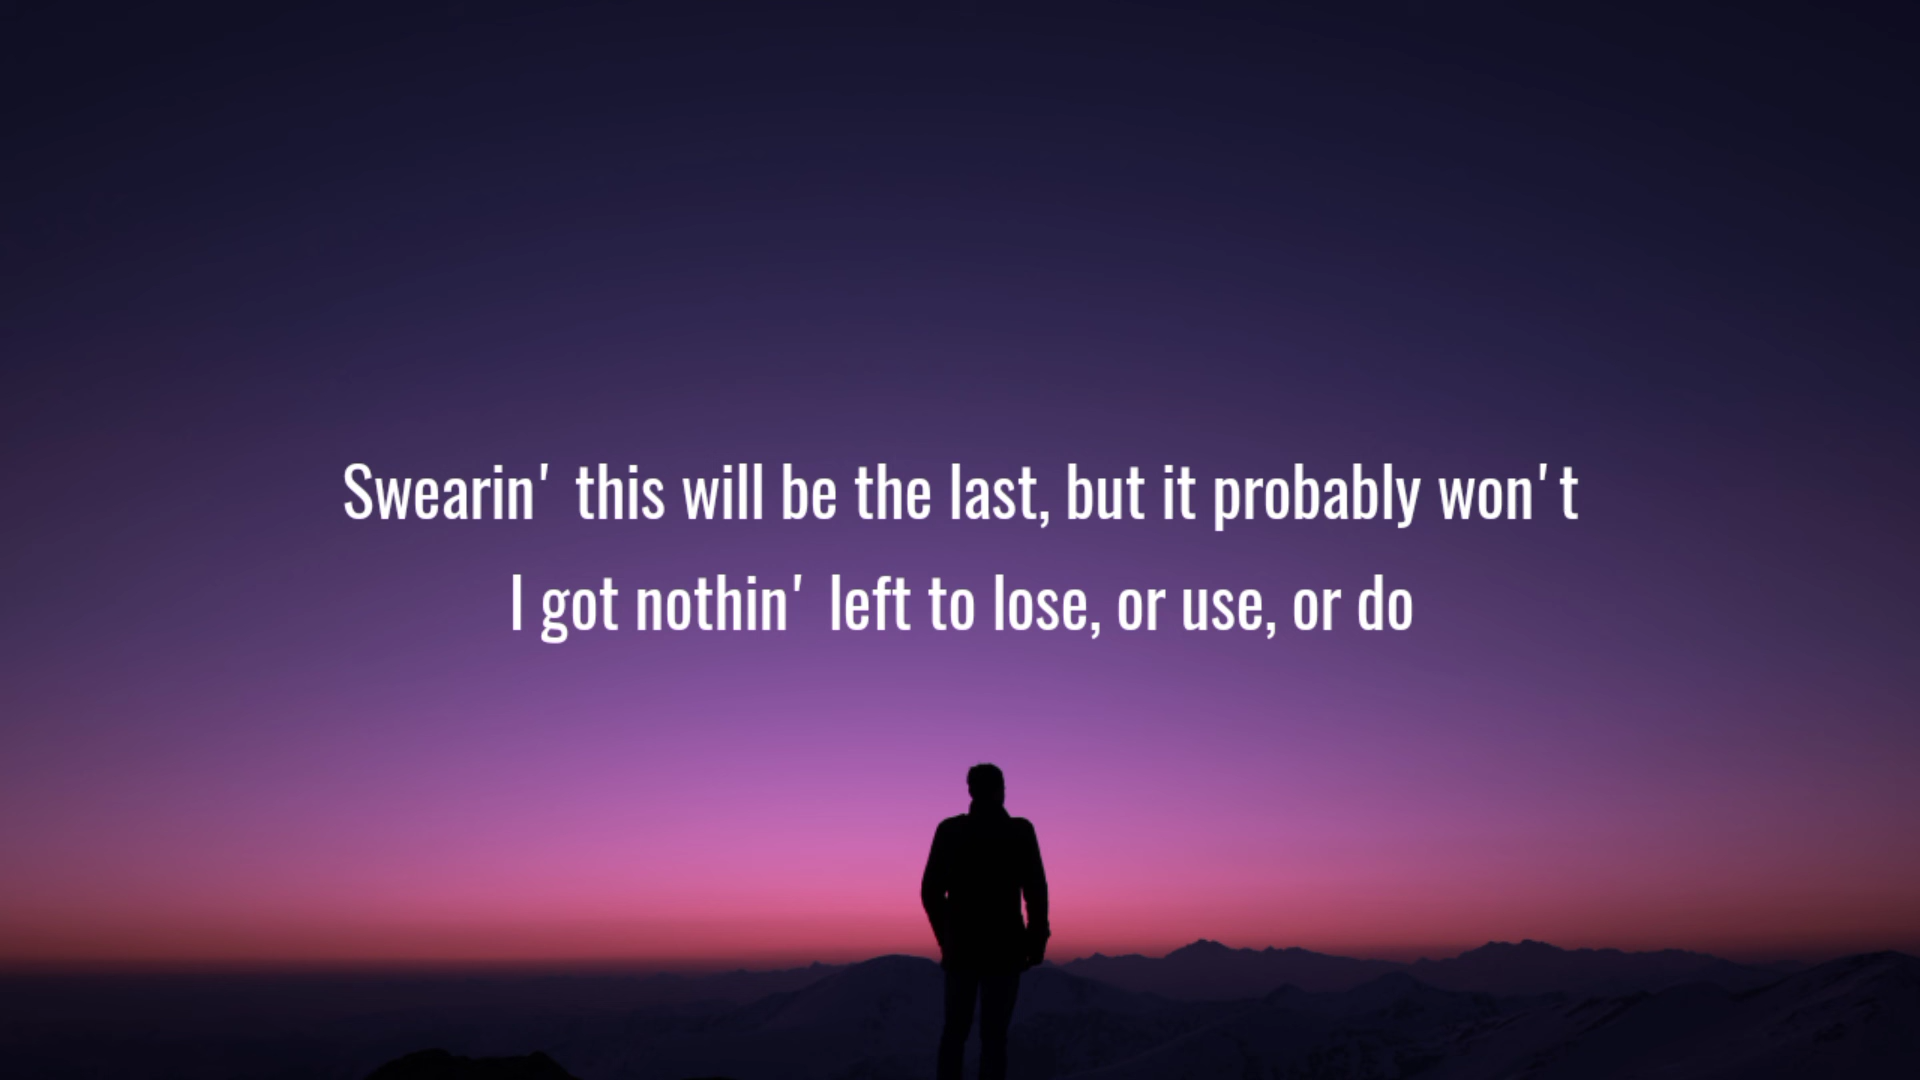 Swearin' this will be the last, but it probably won't
I got nothin' left to lose, or use, or do